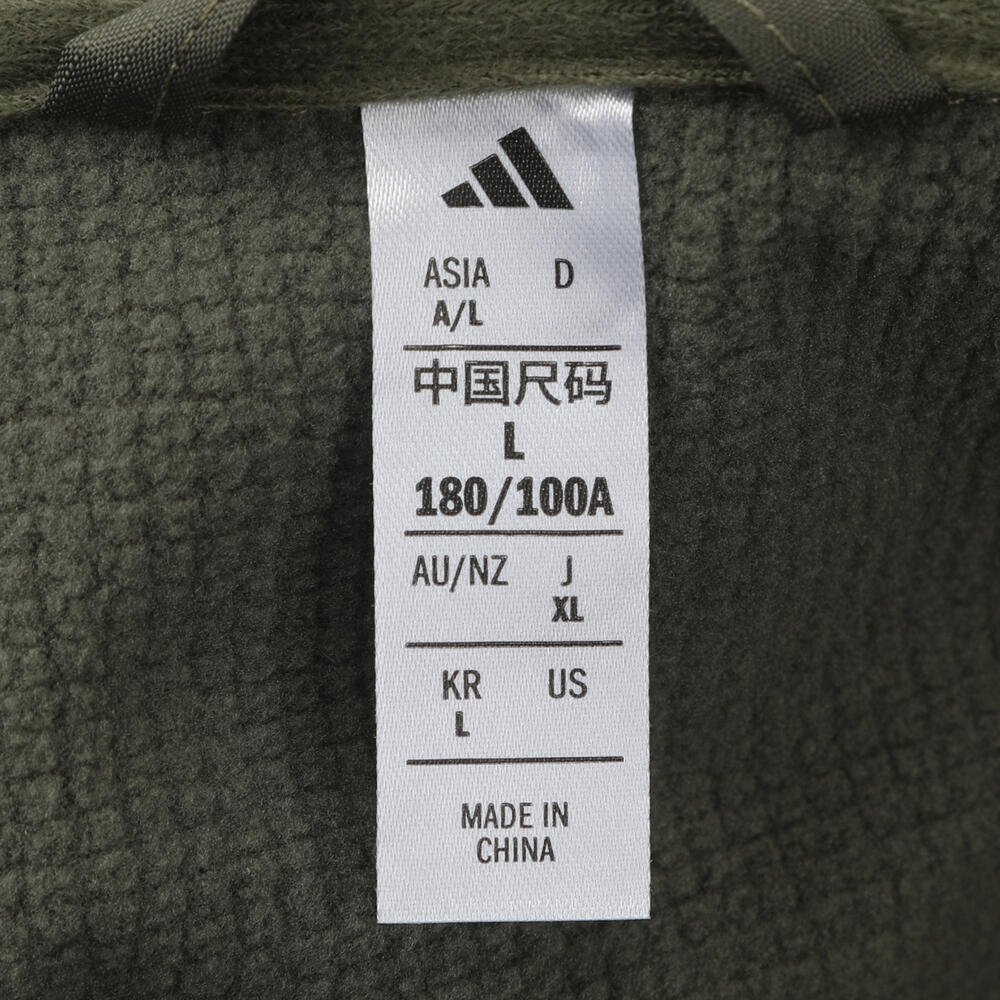 ASIA D
A/L
中国尺码
L
180/100A
AU/NZ J
XL
KR US
L
MADE IN
CHINA